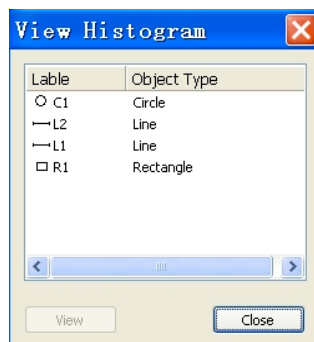 View Histogram
Lable Object Type
C1 Circle
L2 Line
L1 Line
R1 Rectangle
View Close